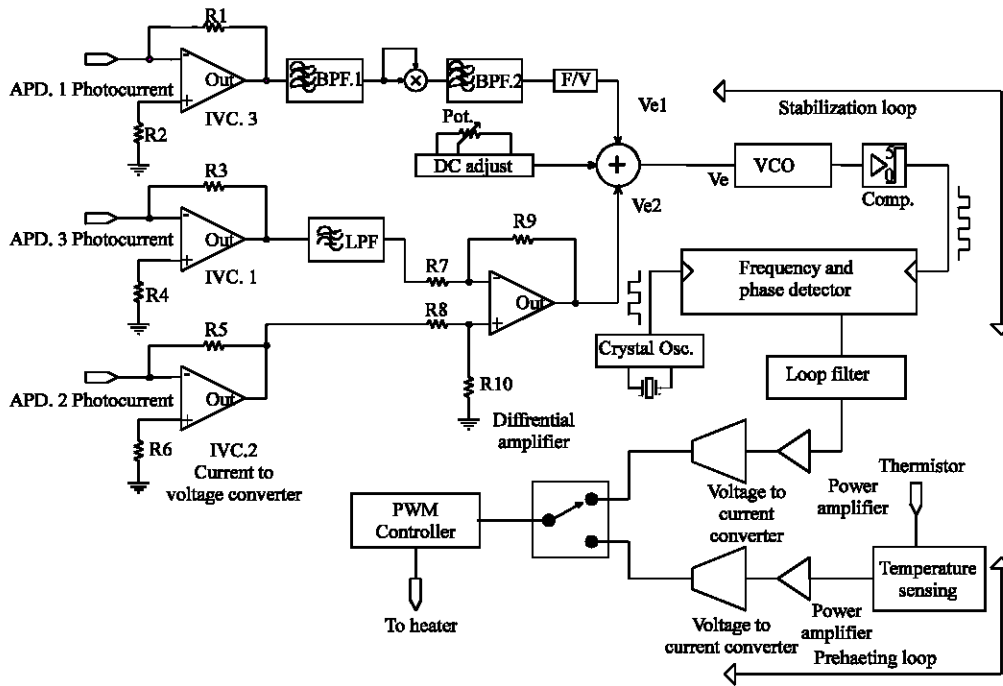 R1
APD. 1 Photocurrent
-
+
Out
R2
IVC. 3
BPF.1
BPF.2
F/V
Ve1
Pot.
DC adjust
+
Ve
VCO
5
0
Comp.
Stabilization loop
R3
APD. 3 Photocurrent
-
+
Out
R4
IVC. 1
LPF
R7
R9
Ve2
-
+
Out
R8
R10
Diffrential
amplifier
Frequency and
phase detector
Crystal Osc.
Loop filter
R5
APD. 2 Photocurrent
-
+
Out
R6
IVC.2
Current to
voltage converter
PWM
Controller
To heater
Voltage to
current
converter
Power
amplifier
Thermistor
Temperature
sensing
Voltage to
current converter
Power
amplifier
Prehaeting loop